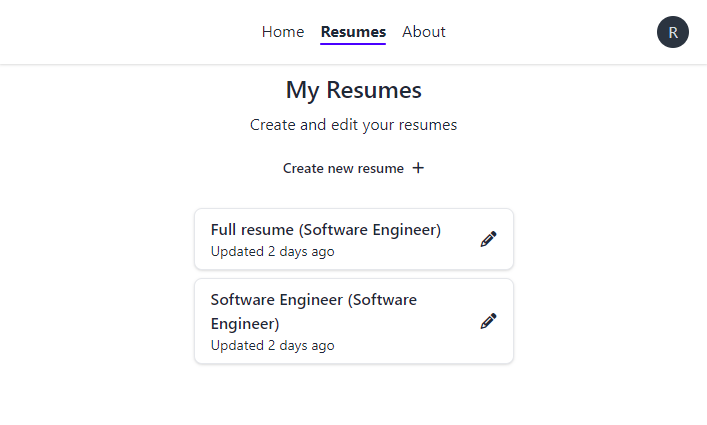 Home Resumes About R
My Resumes
Create and edit your resumes
Create new resume +
Full resume (Software Engineer)
Updated 2 days ago
Software Engineer (Software
Engineer)
Updated 2 days ago